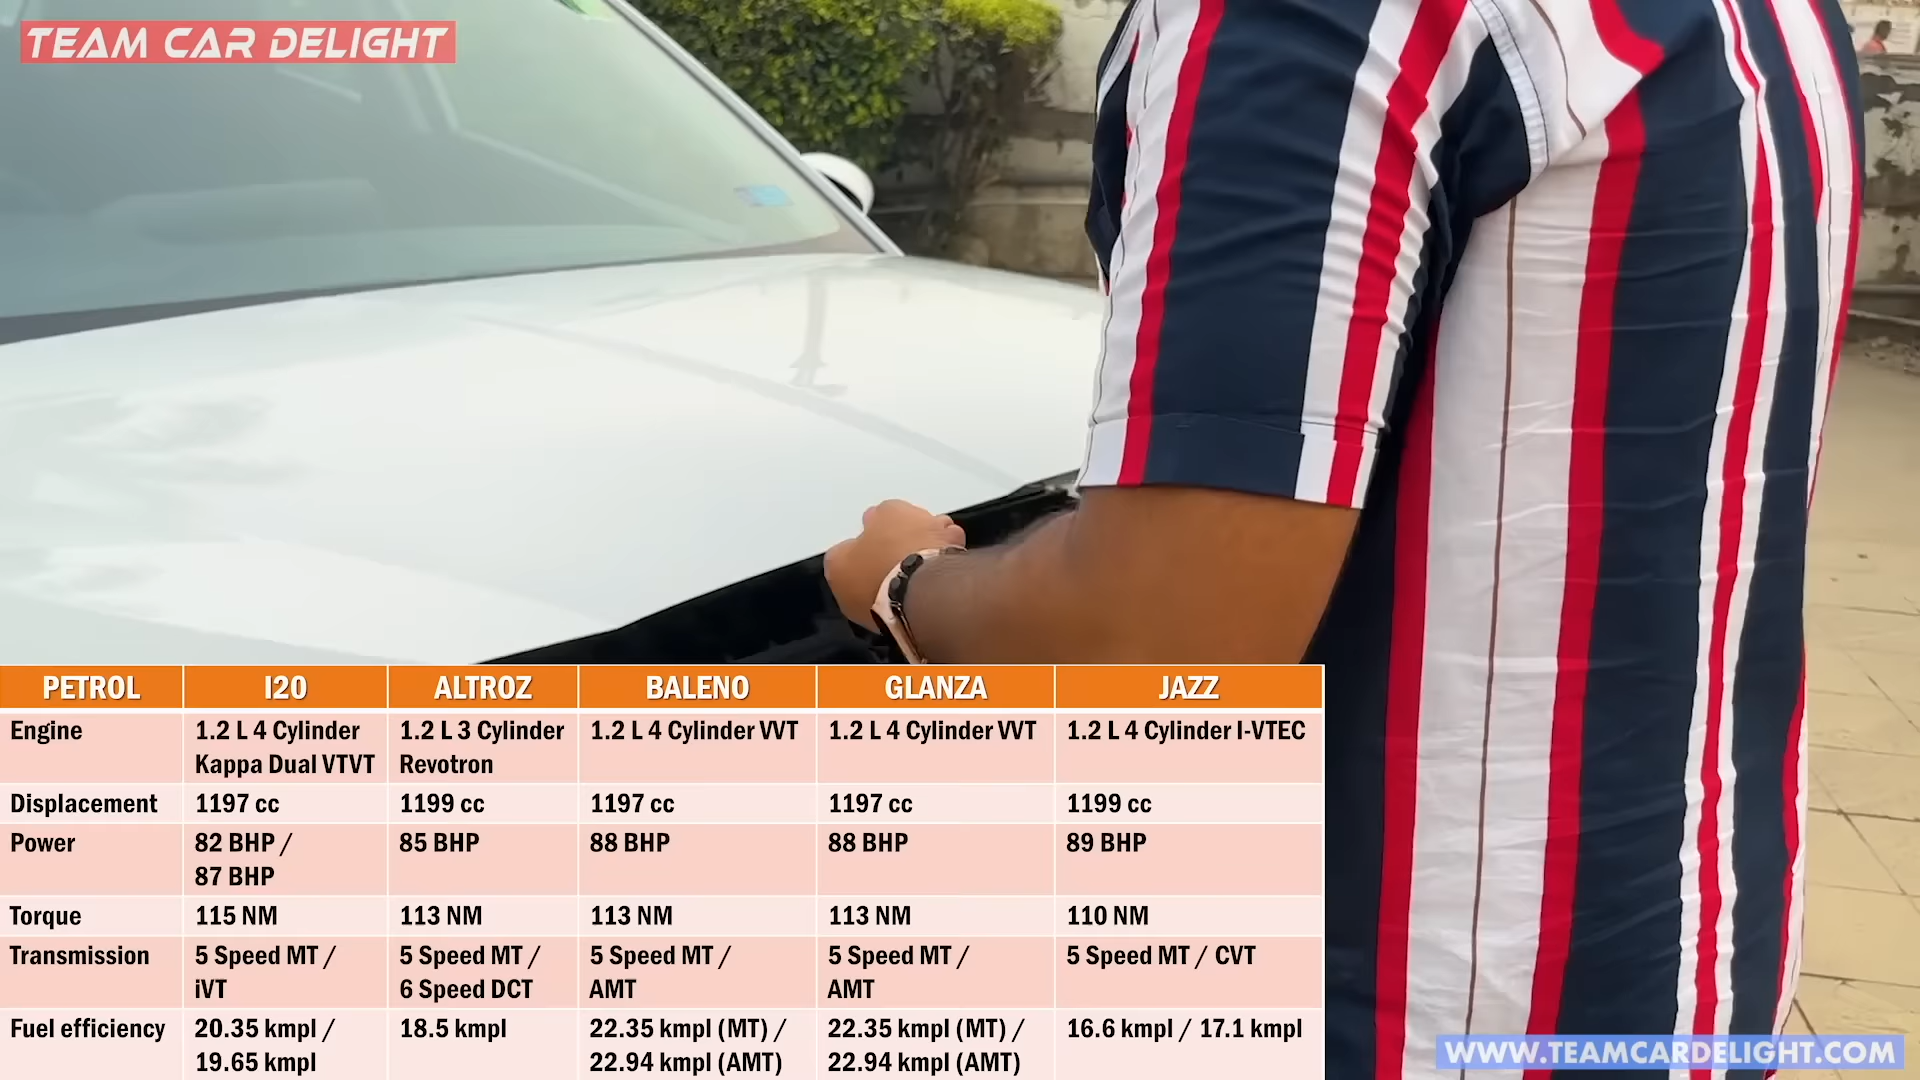 TEAM CAR DELIGHT
PETROL I20 ALTROZ BALENO GLANZA JAZZ
Engine 1.2 L 4 Cylinder Kappa Dual VTVT 1.2 L 3 Cylinder Revotron 1.2 L 4 Cylinder VVT 1.2 L 4 Cylinder VVT 1.2 L 4 Cylinder I-VTEC
Displacement 1197 cc 1199 cc 1197 cc 1197 cc 1199 cc
Power 82 BHP / 87 BHP 85 BHP 88 BHP 88 BHP 89 BHP
Torque 115 NM 113 NM 113 NM 113 NM 110 NM
Transmission 5 Speed MT / iVT 5 Speed MT / 6 Speed DCT 5 Speed MT / AMT 5 Speed MT / AMT 5 Speed MT / CVT
Fuel efficiency 20.35 kmpl / 19.65 kmpl 18.5 kmpl 22.35 kmpl (MT) / 22.94 kmpl (AMT) 22.35 kmpl (MT) / 22.94 kmpl (AMT) 16.6 kmpl / 17.1 kmpl
WWW.TEAMCARDELIGHT.COM